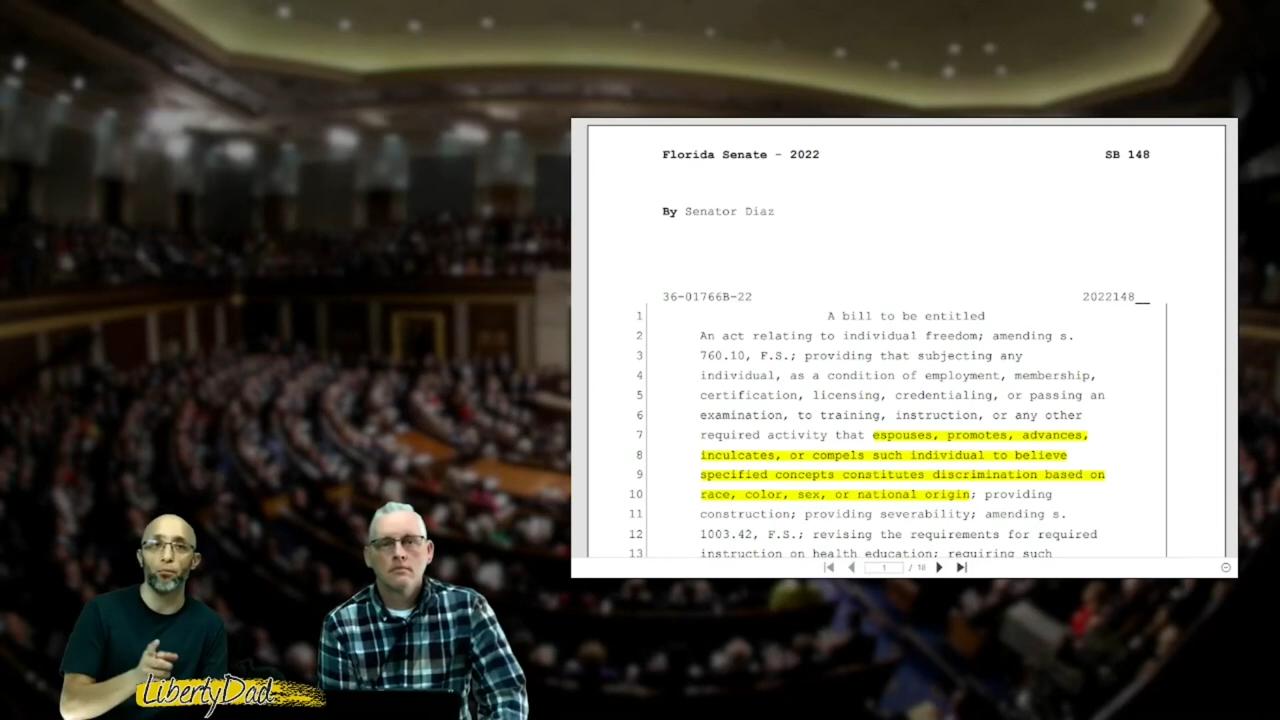 Florida Senate - 2022 SB 148
By Senator Diaz
36-01766B-22 2022148__
1 A bill to be entitled
2 An act relating to individual freedom; amending s.
3 760.10, F.S.; providing that subjecting any
4 individual, as a condition of employment, membership,
5 certification, licensing, credentialing, or passing an
6 examination, to training, instruction, or any other
7 required activity that espouses, promotes, advances,
8 inculcates, or compels such individual to believe
9 specified concepts constitutes discrimination based on
10 race, color, sex, or national origin; providing
11 construction; providing severability; amending s.
12 1003.42, F.S.; revising the requirements for required
13 instruction on health education; requiring such
1 / 18
LibertyDad